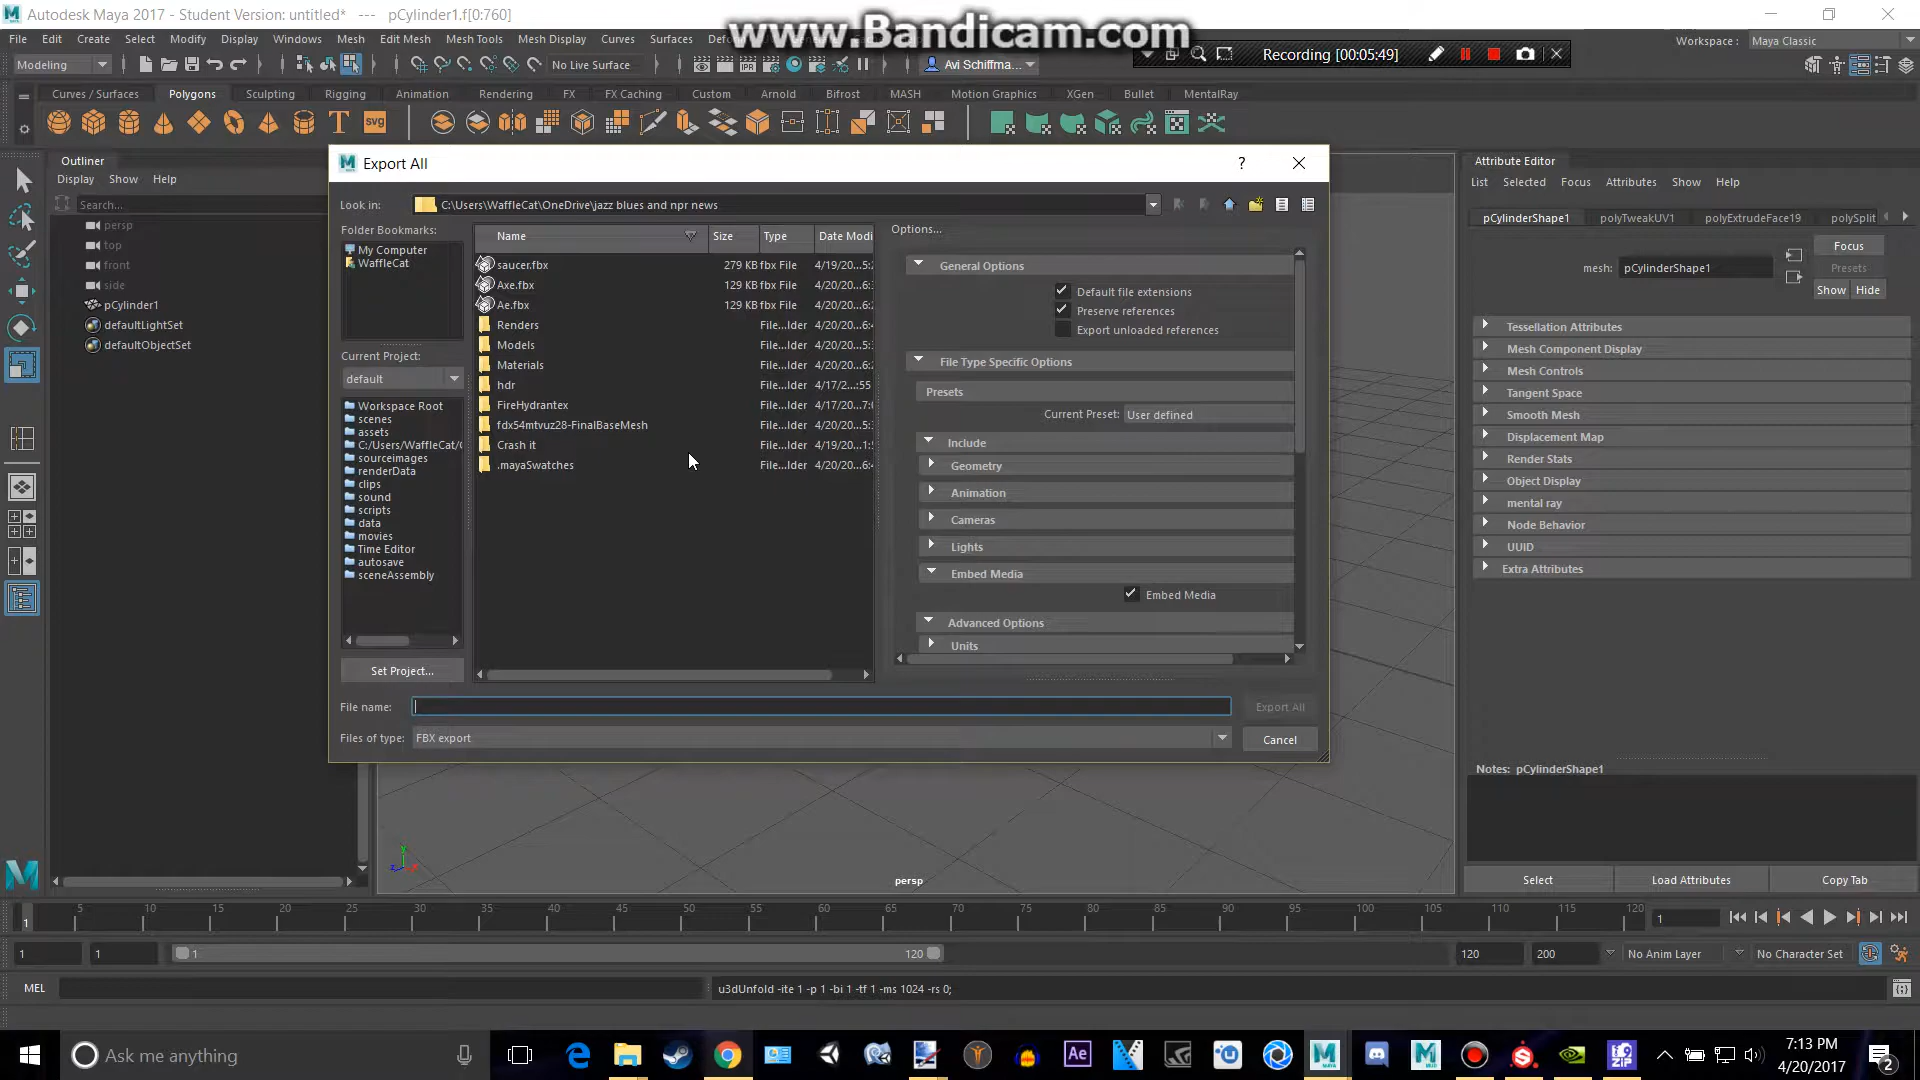 Autodesk Maya 2017 - Student Version: untitled* --- pCylinder1.f[0:760]
www.Bandicam.com
File Edit Create Select Modify Display Windows Mesh Edit Mesh Mesh Tools Mesh Display Curves Surfaces
Workspace : Maya Classic
Recording [00:05:49]
Modeling No Live Surface Avi Schiffma...
Curves / Surfaces Polygons Sculpting Rigging Animation Rendering FX FX Caching Custom Arnold Bifrost MASH Motion Graphics XGen Bullet MentalRay
Outliner
Display Show Help
Search...
persp
top
front
side
pCylinder1
defaultLightSet
defaultObjectSet
Export All
Look in: C:\Users\WaffleCat\OneDrive\jazz blues and npr news
Folder Bookmarks:
My Computer
WaffleCat
Current Project:
default
Workspace Root
scenes
assets
C:/Users/WaffleCat/
sourceimages
renderData
clips
sound
scripts
data
movies
Time Editor
autosave
sceneAssembly
Set Project...
Name Size Type Date Modi
saucer.fbx 279 KB fbx File 4/19/20...5:
Axe.fbx 129 KB fbx File 4/20/20...6:
Ae.fbx 129 KB fbx File 4/20/20...6:
Renders File...lder 4/20/20...6:
Models File...lder 4/20/20...5:
Materials File...lder 4/20/20...6:
hdr File...lder 4/17/2...:55
FireHydrantex File...lder 4/17/20...7:
fdx54mtvuz28-FinalBaseMesh File...lder 4/20/20...5:
Crash it File...lder 4/19/20...1:
.mayaSwatches File...lder 4/20/20...6:
Options...
General Options
Default file extensions
Preserve references
Export unloaded references
File Type Specific Options
Presets
Current Preset: User defined
Include
Geometry
Animation
Cameras
Lights
Embed Media
Embed Media
Advanced Options
Units
File name: Export All
Files of type: FBX export Cancel
Attribute Editor
List Selected Focus Attributes Show Help
pCylinderShape1 polyTweakUV1 polyExtrudeFace19 polySplit
Focus
mesh: pCylinderShape1 Presets
Show Hide
Tessellation Attributes
Mesh Component Display
Mesh Controls
Tangent Space
Smooth Mesh
Displacement Map
Render Stats
Object Display
mental ray
Node Behavior
UUID
Extra Attributes
Notes: pCylinderShape1
Select Load Attributes Copy Tab
persp
1 5 10 15 20 25 30 35 40 45 50 55 60 65 70 75 80 85 90 95 100 105 110 115 120 1
1 1 1 120 120 200 No Anim Layer No Character Set
MEL u3dUnfold -ite 1 -p 1 -bi 1 -tf 1 -ms 1024 -rs 0;
Ask me anything
7:13 PM
4/20/2017